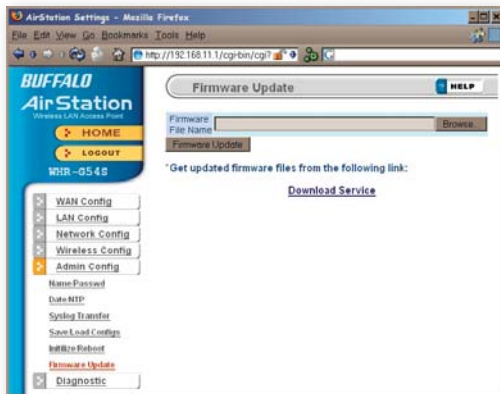 AirStation Settings - Mozilla Firefox
File Edit View Go Bookmarks Tools Help
http://192.168.11.1/cgi-bin/cgi?
BUFFALO
AirStation
Wireless LAN Access Point
HOME
LOGOUT
WHR-G54S
WAN Config
LAN Config
Network Config
Wireless Config
Admin Config
Name/Passwd
Date/NTP
Syslog Transfer
Save/Load Configs
Initilize/Reboot
Firmware Update
Diagnostic
Firmware Update
HELP
Firmware
File Name
Browse...
Firmware Update
*Get updated firmware files from the following link:
Download Service